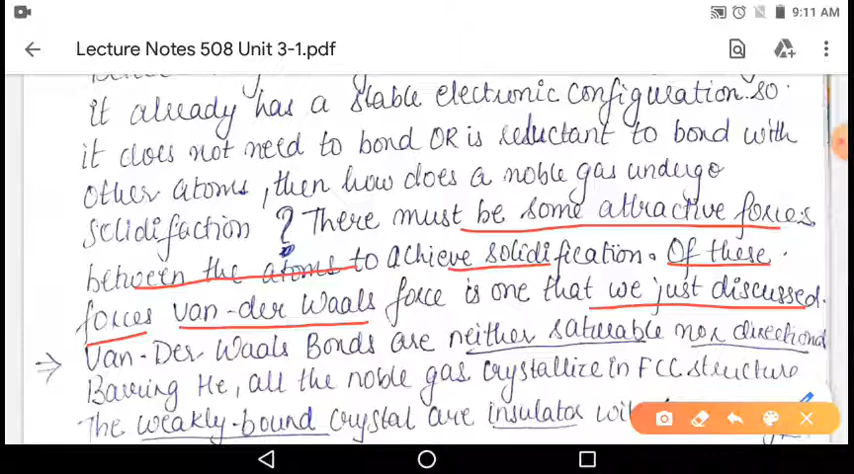 9:11 AM
Lecture Notes 508 Unit 3-1.pdf
it already has a stable electronic configuration. so
it does not need to bond OR is reluctant to bond with
other atoms, then how does a noble gas undergo
solidifaction ? There must be some attractive forces
between the atoms to achieve solidification. Of these
forces van-der Waals force is one that we just discussed.
⇒ Van-Der Waals Bonds are neither saturable nor directional
Barring He, all the noble gas crystallize in FCC structure
The weakly-bound crystal are insulator with